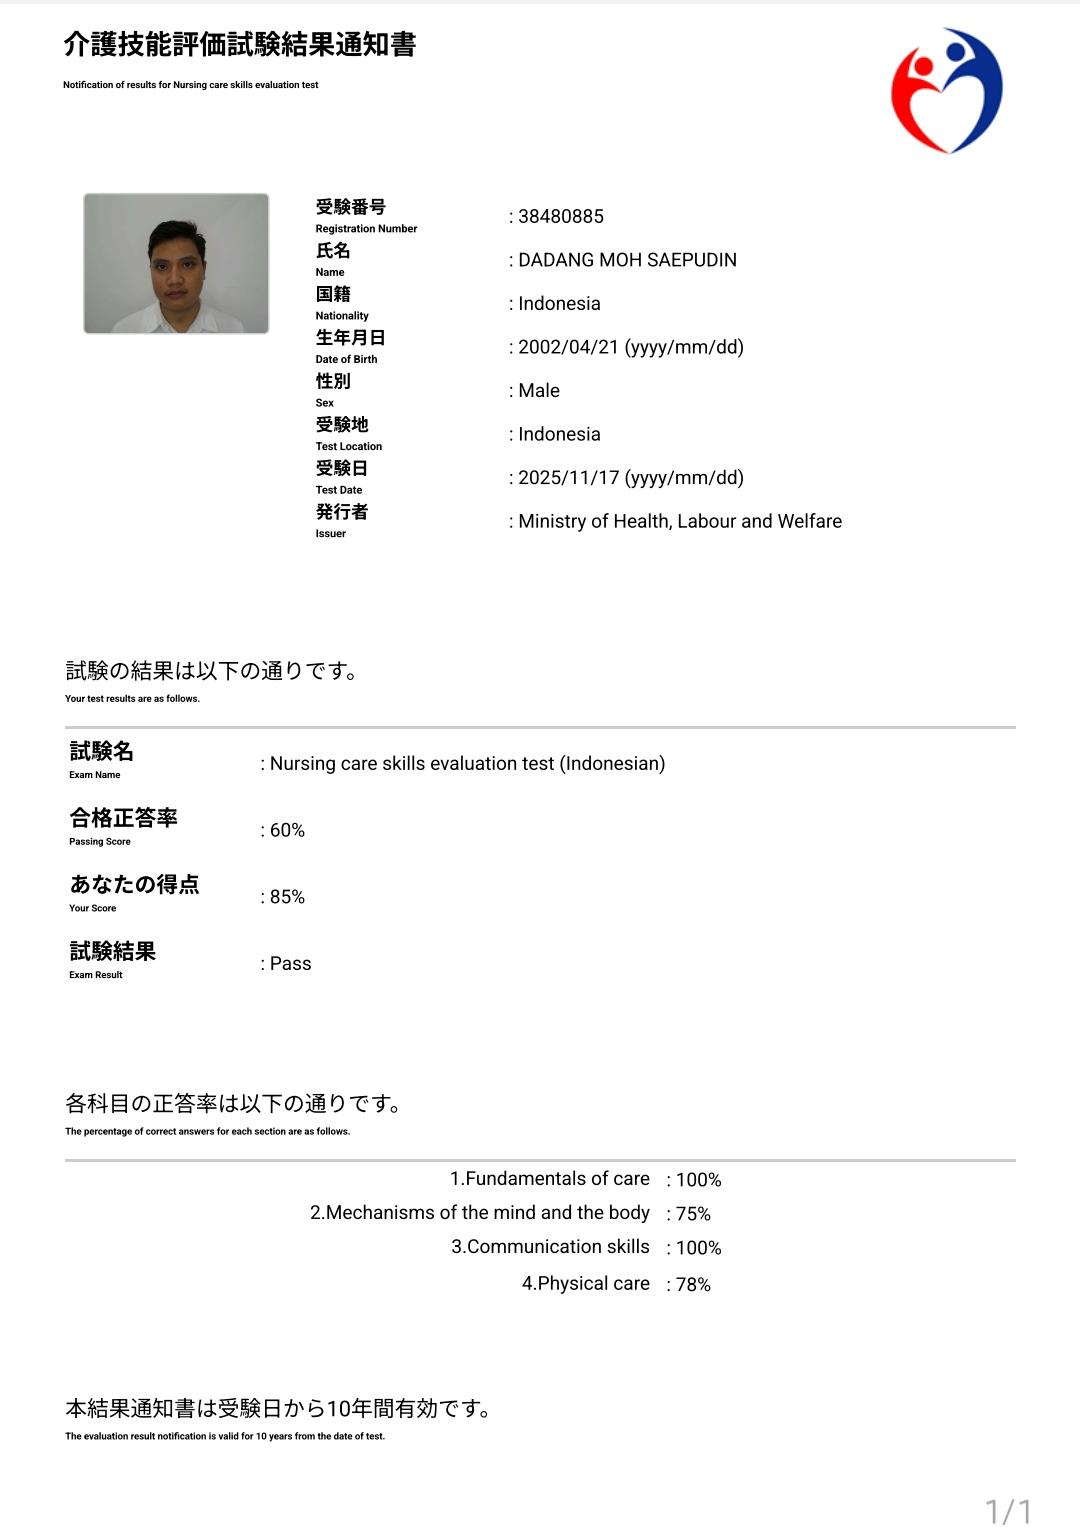 介護技能評価試験結果通知書
Notification of results for Nursing care skills evaluation test
受験番号
Registration Number
: 38480885
氏名
Name
: DADANG MOH SAEPUDIN
国籍
Nationality
: Indonesia
生年月日
Date of Birth
: 2002/04/21 (yyyy/mm/dd)
性別
Sex
: Male
受験地
Test Location
: Indonesia
受験日
Test Date
: 2025/11/17 (yyyy/mm/dd)
発行者
Issuer
: Ministry of Health, Labour and Welfare
試験の結果は以下の通りです。
Your test results are as follows.
試験名
Exam Name
: Nursing care skills evaluation test (Indonesian)
合格正答率
Passing Score
: 60%
あなたの得点
Your Score
: 85%
試験結果
Exam Result
: Pass
各科目の正答率は以下の通りです。
The percentage of correct answers for each section are as follows.
1.Fundamentals of care : 100%
2.Mechanisms of the mind and the body : 75%
3.Communication skills : 100%
4.Physical care : 78%
本結果通知書は受験日から10年間有効です。
The evaluation result notification is valid for 10 years from the date of test.
1/1